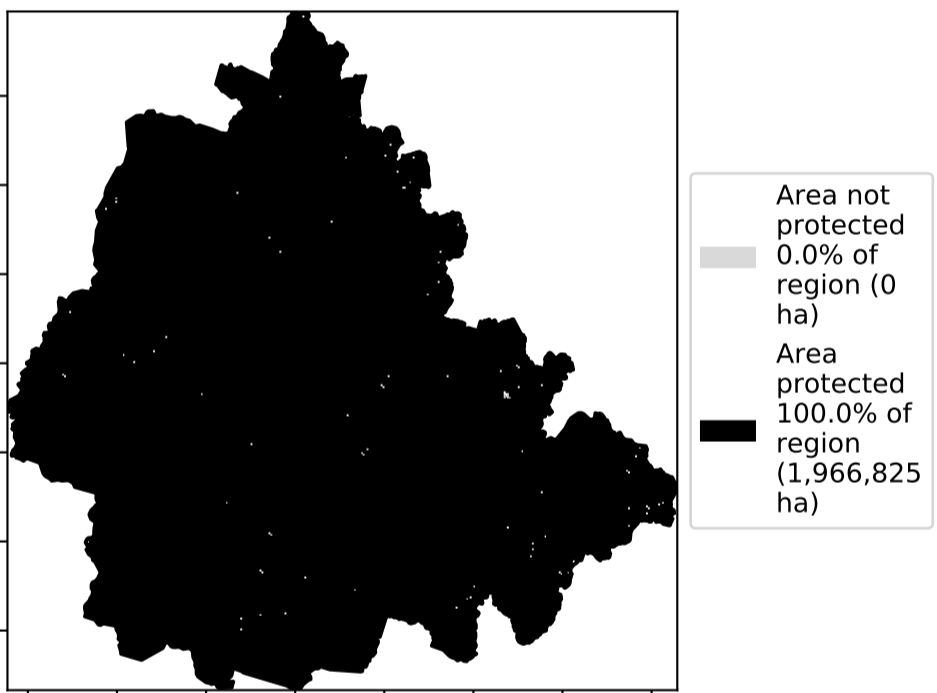 Area not
protected
0.0% of
region (0
ha)
Area
protected
100.0% of
region
(1,966,825
ha)